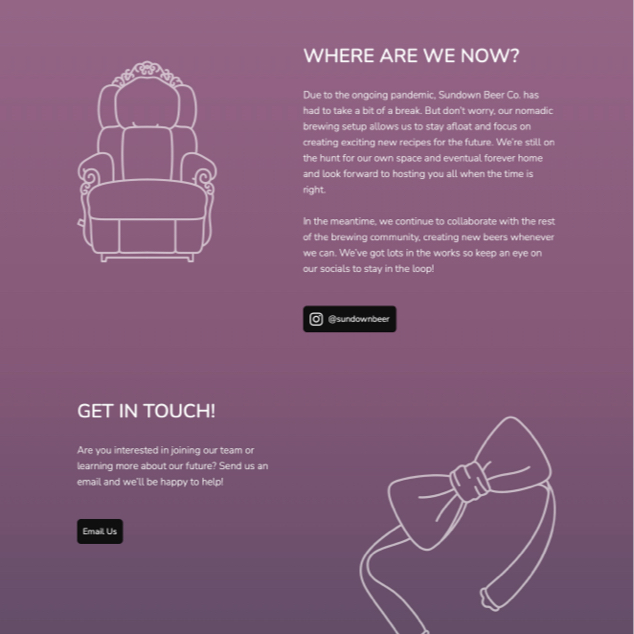 WHERE ARE WE NOW?
Due to the ongoing pandemic, Sundown Beer Co. has
had to take a bit of a break. But don't worry, our nomadic
brewing setup allows us to stay afloat and focus on
creating exciting new recipes for the future. We're still on
the hunt for our own space and eventual forever home
and look forward to hosting you all when the time is
right.
In the meantime, we continue to collaborate with the rest
of the brewing community, creating new beers whenever
we can. We've got lots in the works so keep an eye on
our socials to stay in the loop!
@sundownbeer
GET IN TOUCH!
Are you interested in joining our team or
learning more about our future? Send us an
email and we'll be happy to help!
Email Us